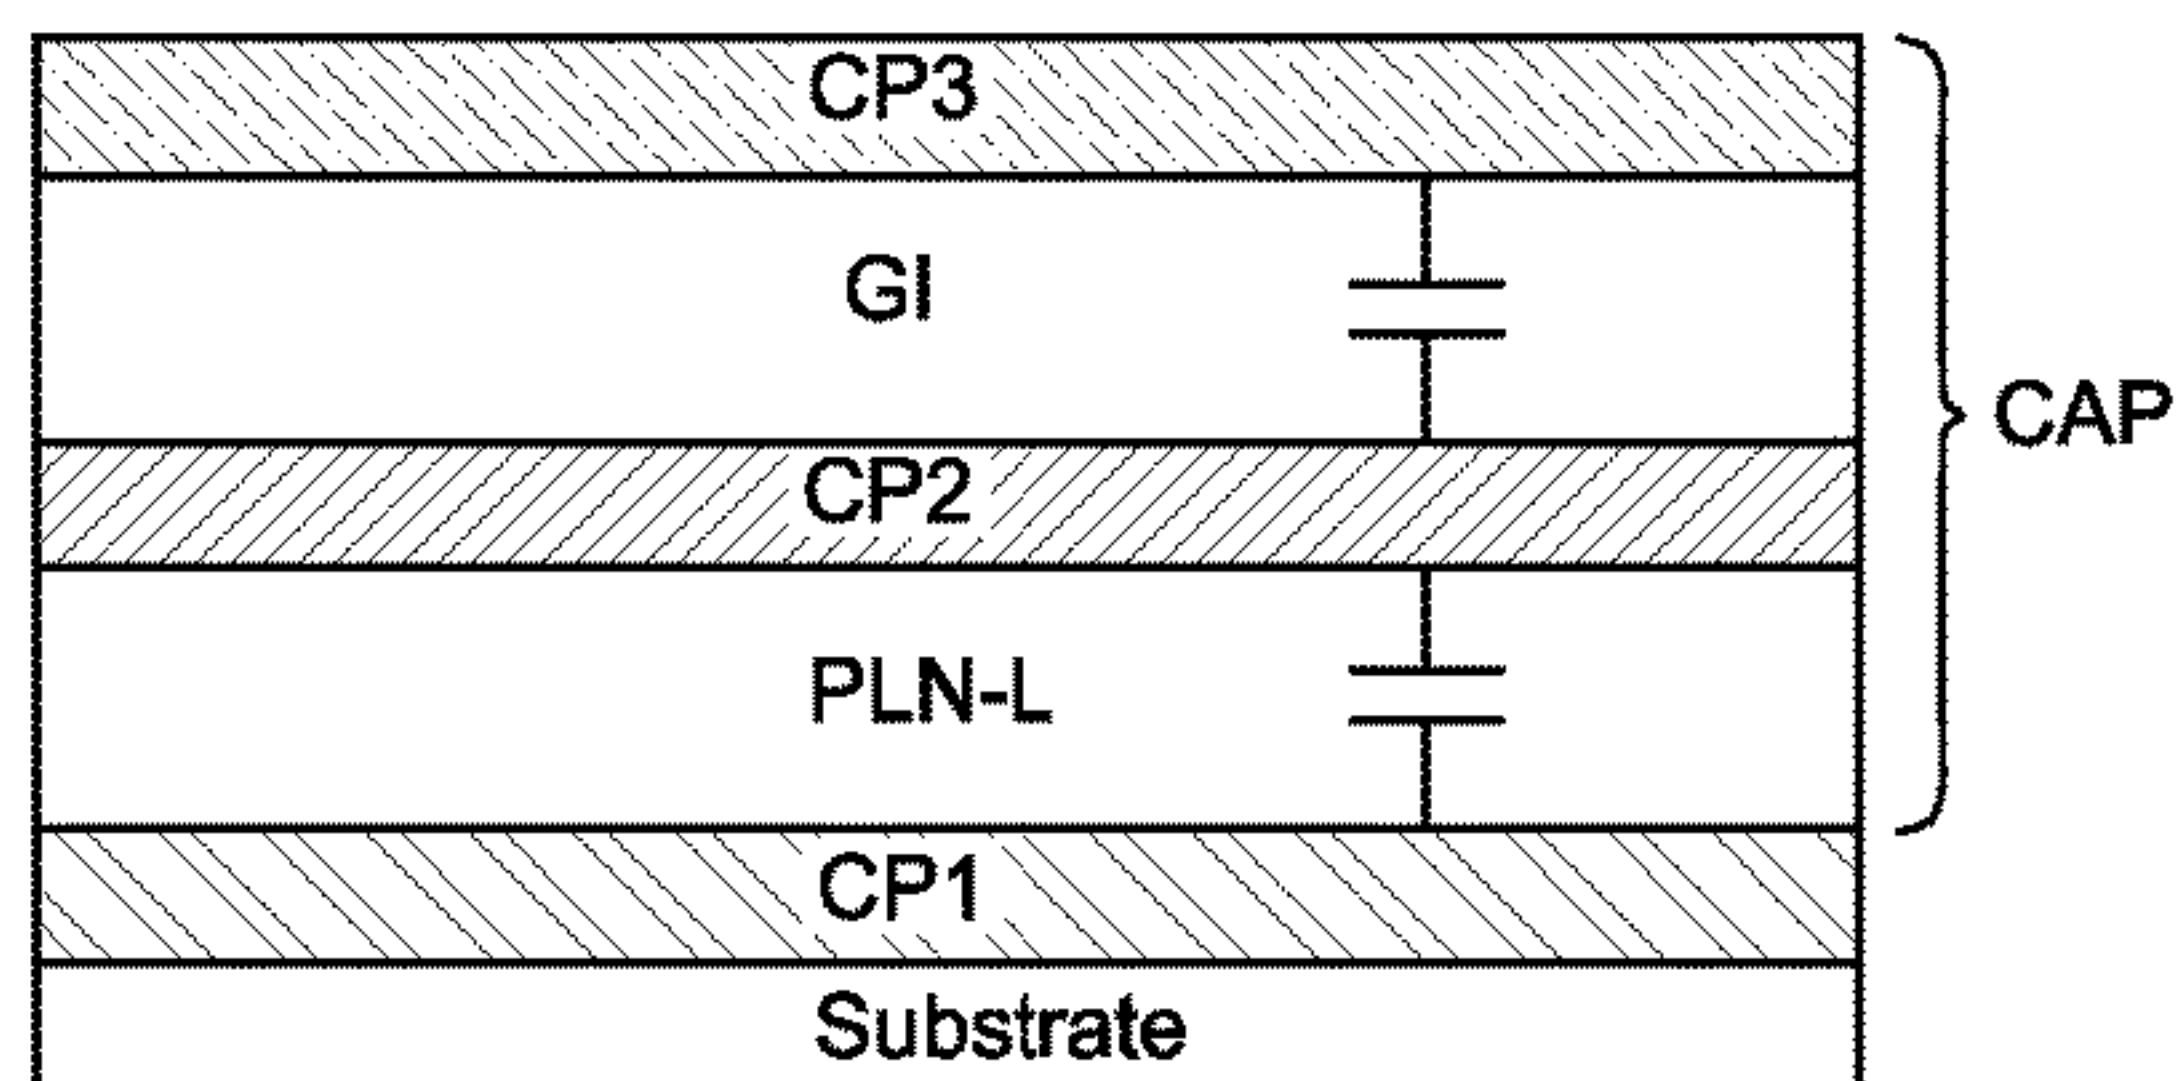 CP3
GI
CAP
CP2
PLN-L
CP1
Substrate